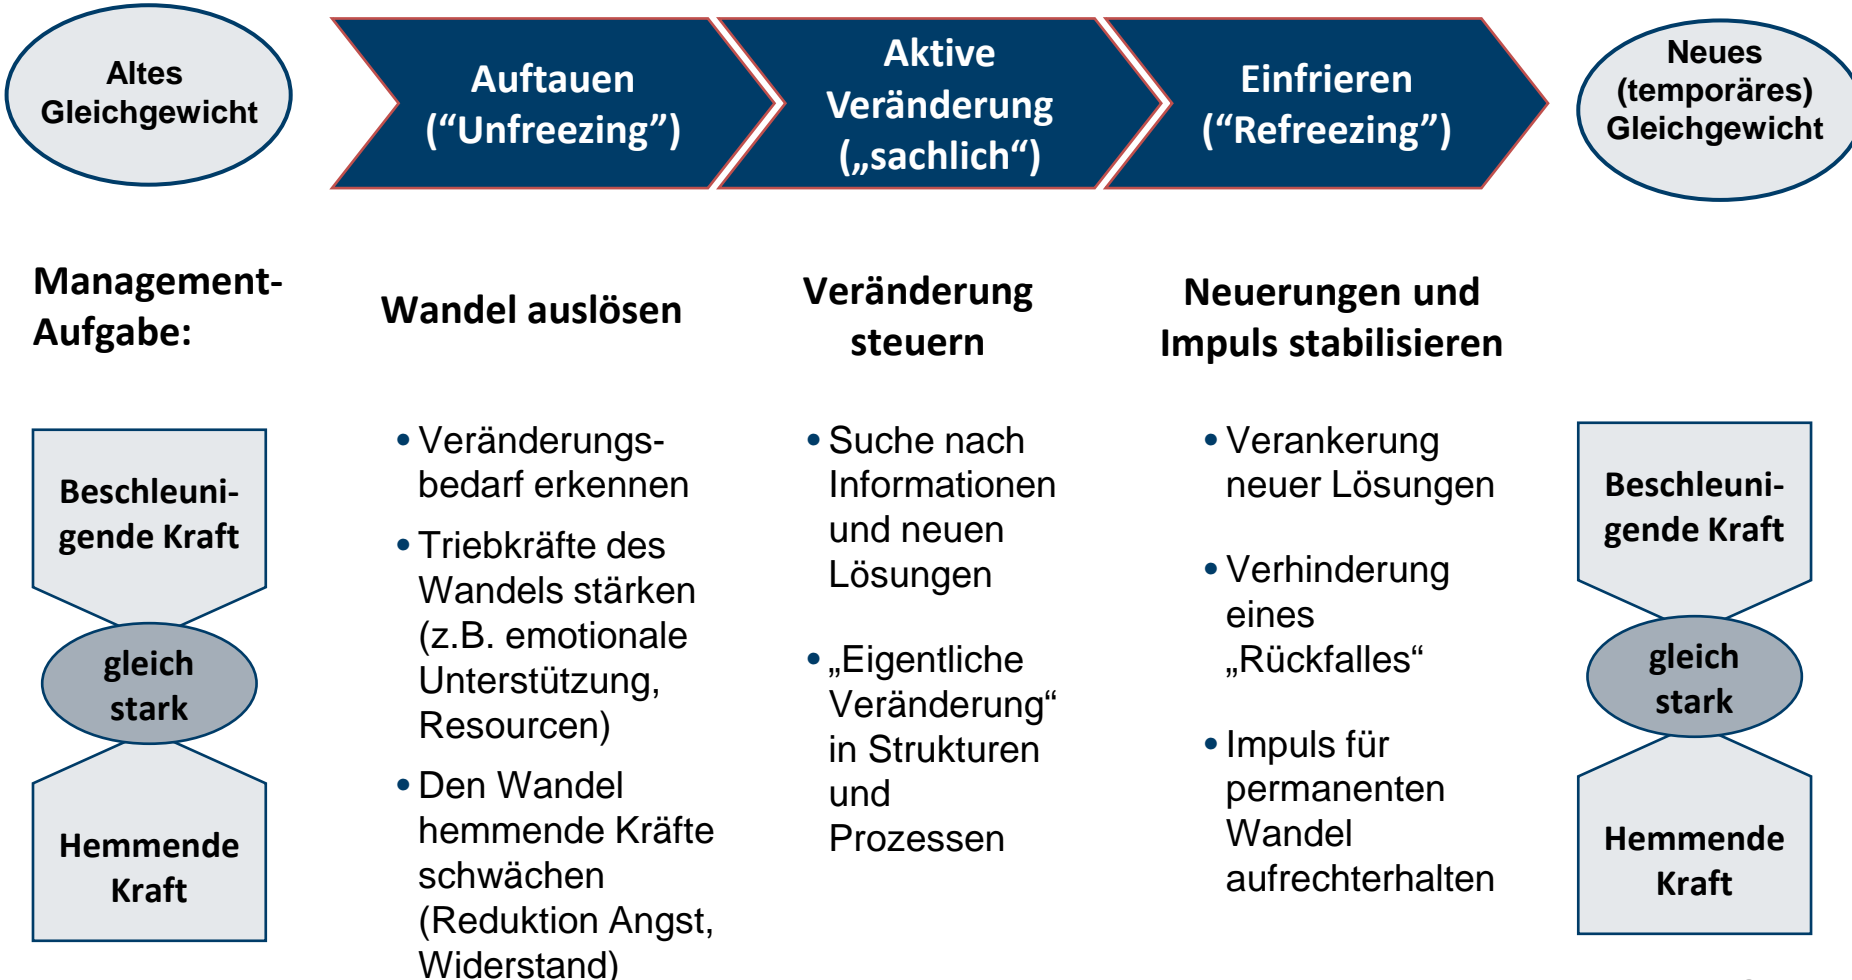 Altes
Gleichgewicht
Auftauen
(“Unfreezing”)
Aktive
Veränderung
(„sachlich“)
Einfrieren
(“Refreezing”)
Neues
(temporäres)
Gleichgewicht
Management-
Aufgabe:
Wandel auslösen
Veränderung
steuern
Neuerungen und
Impuls stabilisieren
Beschleuni-
gende Kraft
gleich
stark
Hemmende
Kraft
• Veränderungs-
bedarf erkennen
• Triebkräfte des
Wandels stärken
(z.B. emotionale
Unterstützung,
Resourcen)
• Den Wandel
hemmende Kräfte
schwächen
(Reduktion Angst,
Widerstand)
• Suche nach
Informationen
und neuen
Lösungen
• „Eigentliche
Veränderung“
in Strukturen
und
Prozessen
• Verankerung
neuer Lösungen
• Verhinderung
eines
„Rückfalles“
• Impuls für
permanenten
Wandel
aufrechterhalten
Beschleuni-
gende Kraft
gleich
stark
Hemmende
Kraft